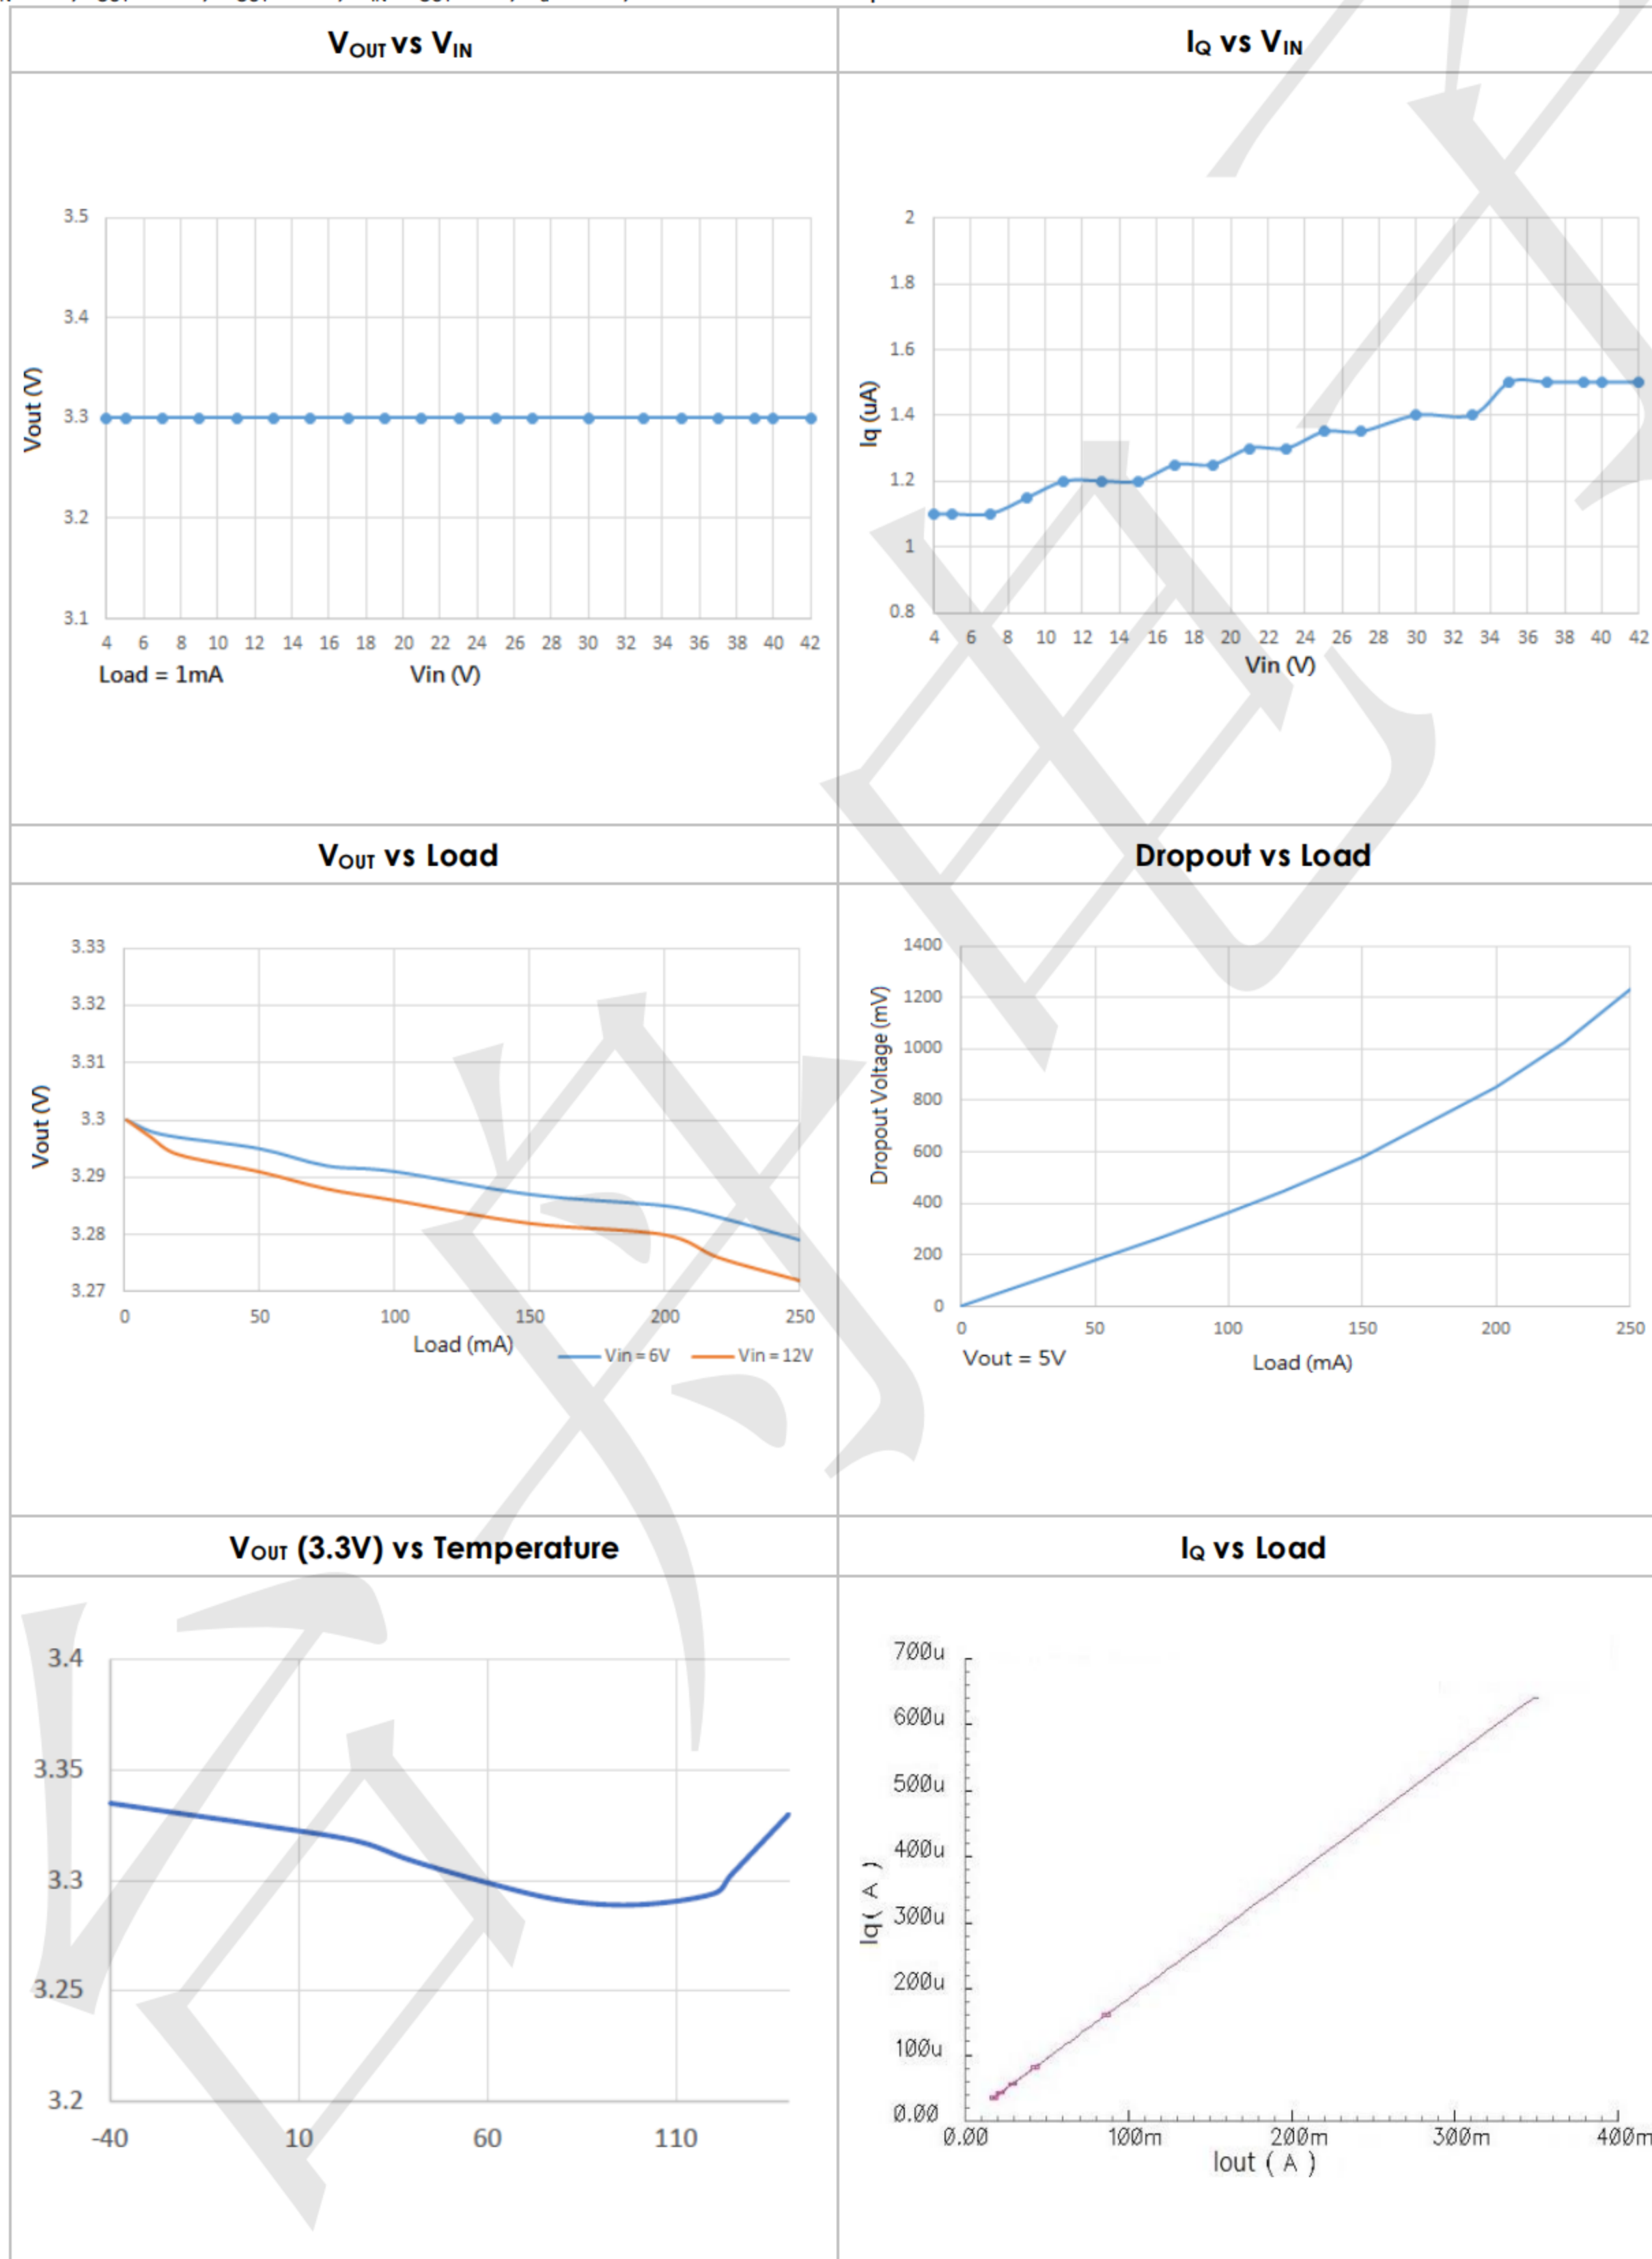 V_OUT vs V_IN
I_Q vs V_IN
3.5
3.4
3.3
3.2
3.1
Vout (V)
4 6 8 10 12 14 16 18 20 22 24 26 28 30 32 34 36 38 40 42
Load = 1mA Vin (V)
2
1.8
1.6
1.4
1.2
1
0.8
Iq (uA)
4 6 8 10 12 14 16 18 20 22 24 26 28 30 32 34 36 38 40 42
Vin (V)
V_OUT vs Load
Dropout vs Load
3.33
3.32
3.31
3.3
3.29
3.28
3.27
Vout (V)
0 50 100 150 200 250
Load (mA)
Vin = 6V Vin = 12V
1400
1200
1000
800
600
400
200
0
Dropout Voltage (mV)
0 50 100 150 200 250
Vout = 5V Load (mA)
V_OUT (3.3V) vs Temperature
I_Q vs Load
3.4
3.35
3.3
3.25
3.2
-40 10 60 110
700u
600u
500u
400u
300u
200u
100u
0.00
Iq ( A )
0.00 100m 200m 300m 400m
Iout ( A )